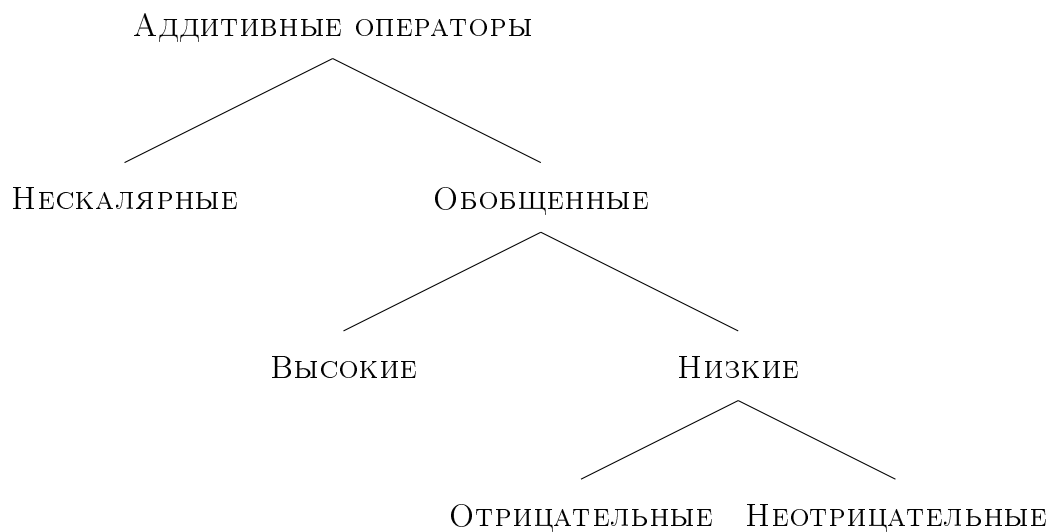 Аддитивные операторы
Нескалярные Обобщенные
Высокие Низкие
Отрицательные Неотрицательные